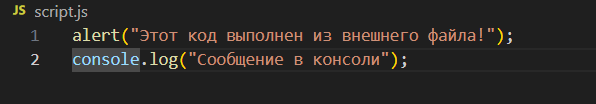 JS script.js
1 alert("Этот код выполнен из внешнего файла!");
2 console.log("Сообщение в консоли");